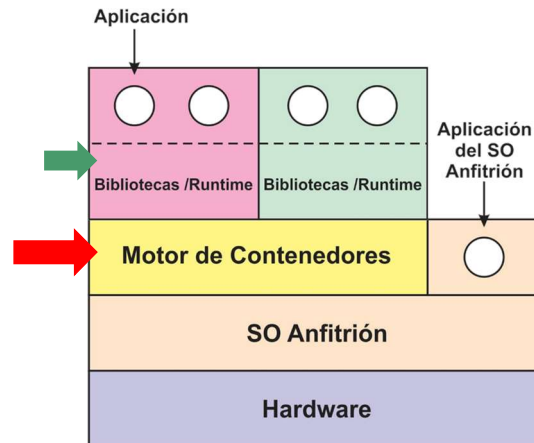 Aplicación
Aplicación
del SO
Anfitrión
Bibliotecas /Runtime
Bibliotecas /Runtime
Motor de Contenedores
SO Anfitrión
Hardware